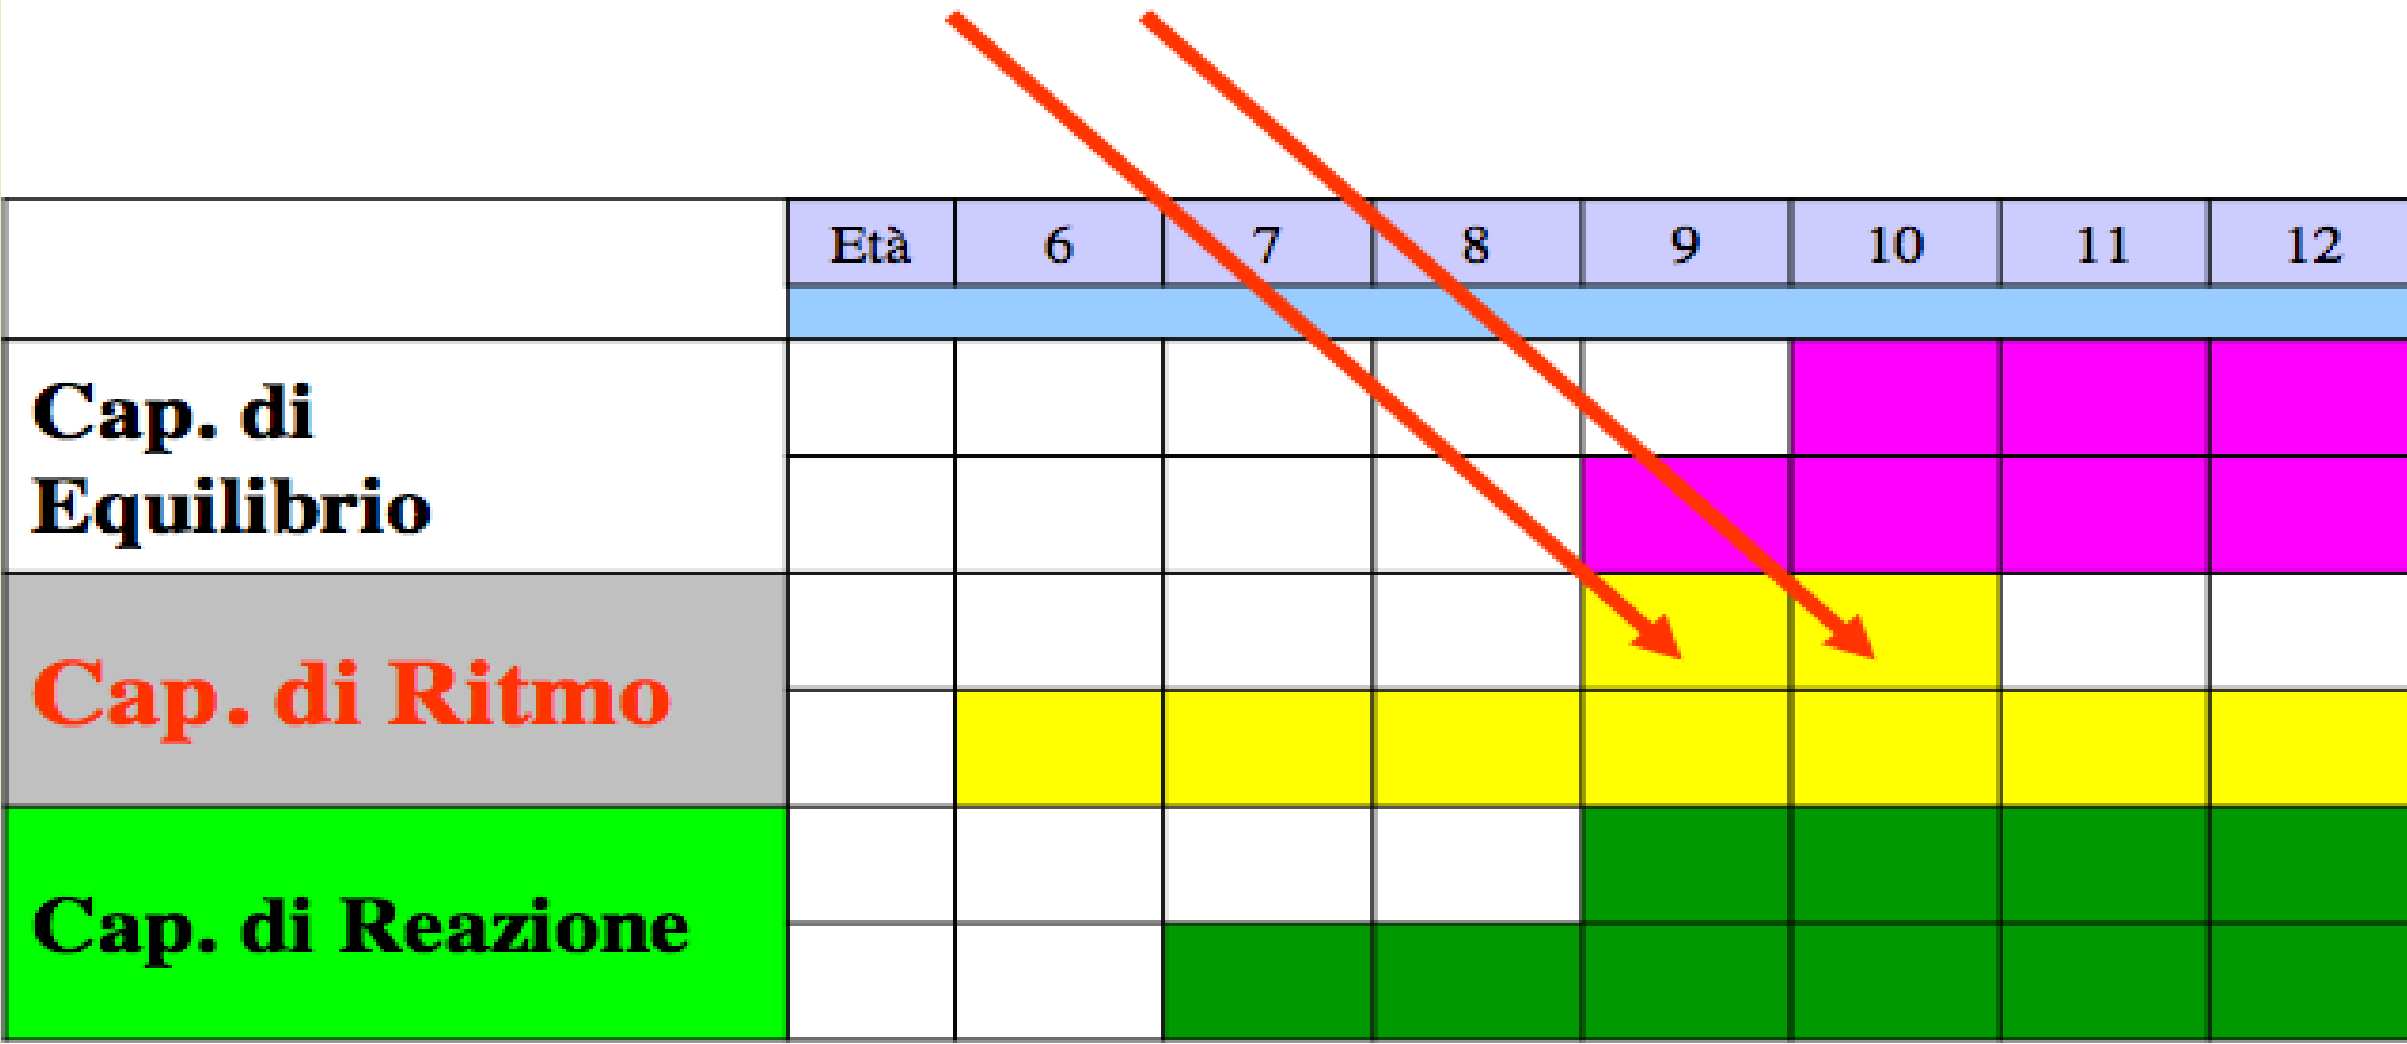 Età 6 7 8 9 10 11 12
Cap. di
Equilibrio
Cap. di Ritmo
Cap. di Reazione